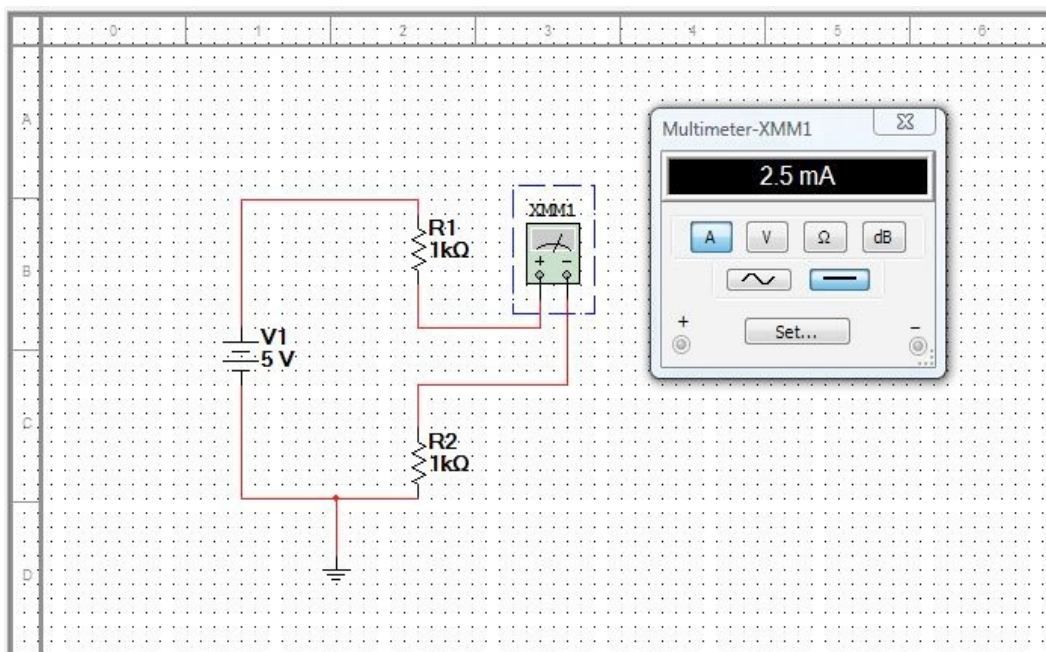 0 1 2 3 4 5 6
A
Multimeter-XMM1
2.5 mA
XMM1
R1
1kΩ
A V Ω dB
B
+ −
+ −
Set...
V1
5 V
C
R2
1kΩ
D